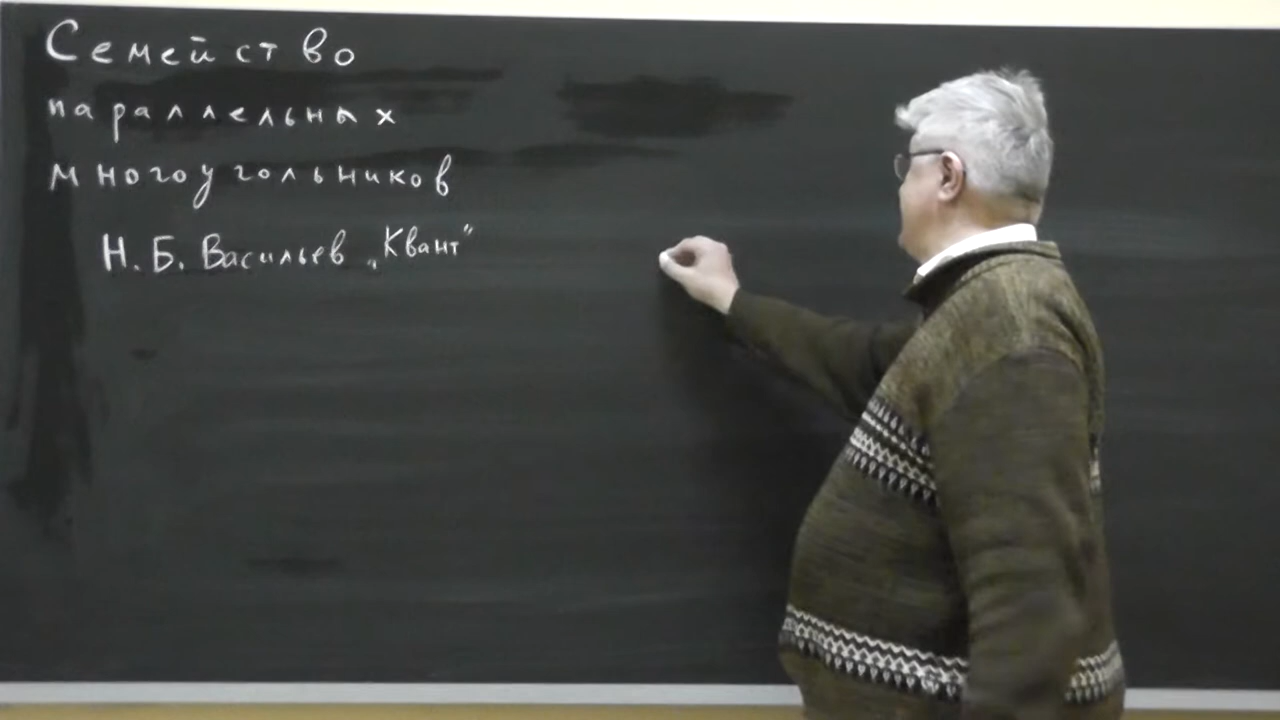 Семейство
параллельных
многоугольников
Н. Б. Васильев „Квант"